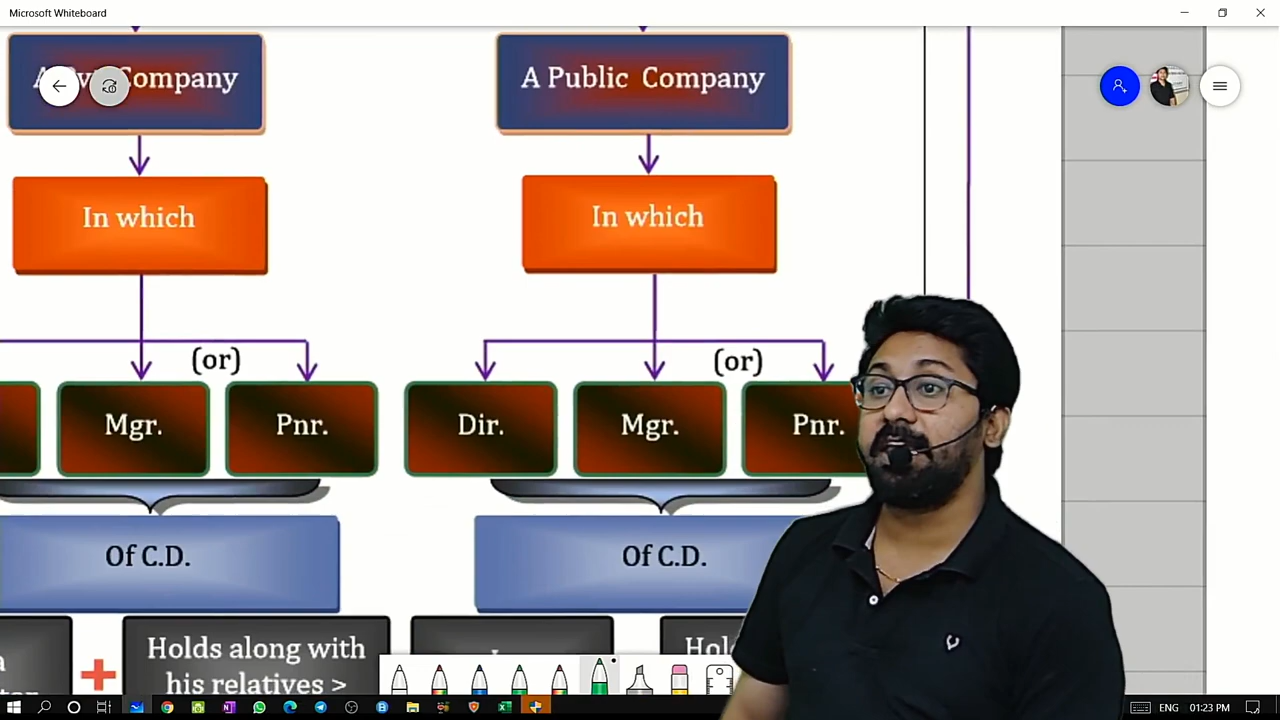 Microsoft Whiteboard
Company
A Public Company
In which
In which
(or)
(or)
Mgr.
Pnr.
Dir.
Mgr.
Pnr.
Of C.D.
Of C.D.
Holds along with
his relatives >
ENG 01:23 PM